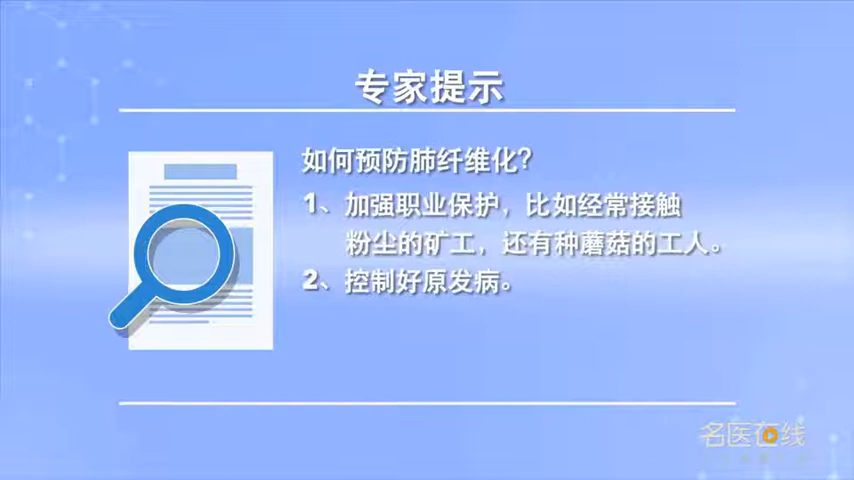 专家提示
如何预防肺纤维化？
1、加强职业保护，比如经常接触
粉尘的矿工，还有种蘑菇的工人。
2、控制好原发病。
名医在线